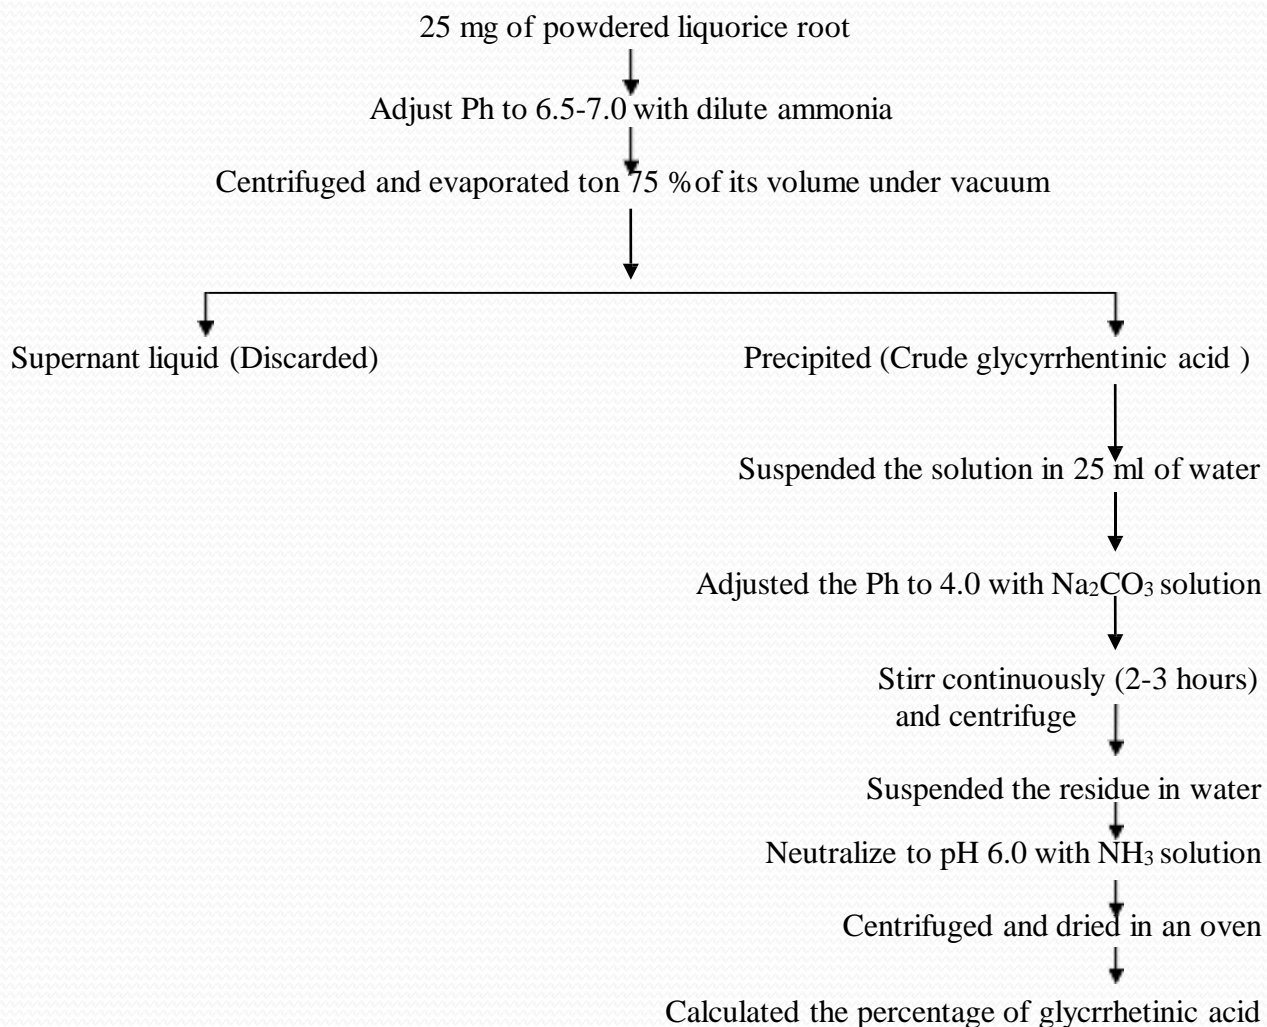 25 mg of powdered liquorice root
Adjust Ph to 6.5-7.0 with dilute ammonia
Centrifuged and evaporated ton 75 % of its volume under vacuum
Supernant liquid (Discarded)
Precipited (Crude glycyrrhentinic acid )
Suspended the solution in 25 ml of water
Adjusted the Ph to 4.0 with Na₂CO₃ solution
Stirr continuously (2-3 hours)
and centrifuge
Suspended the residue in water
Neutralize to pH 6.0 with NH₃ solution
Centrifuged and dried in an oven
Calculated the percentage of glycrrhetinic acid